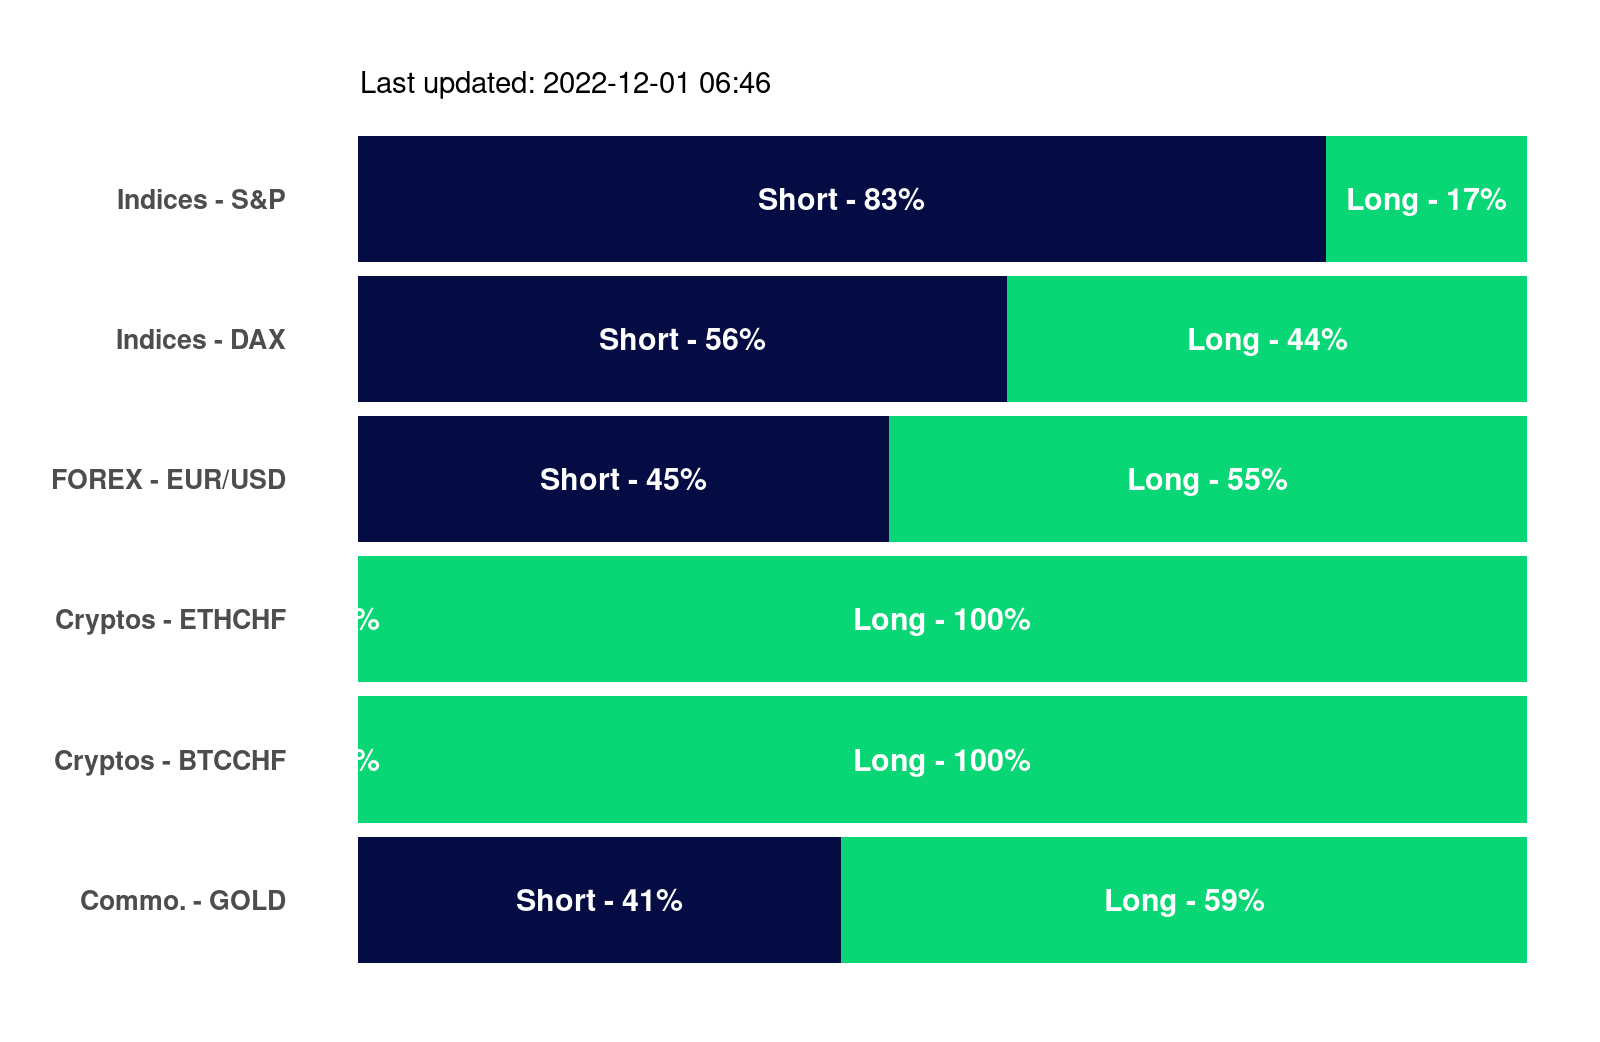 Last updated: 2022-12-01 06:46
Indices - S&P Short - 83% Long - 17%
Indices - DAX Short - 56% Long - 44%
FOREX - EUR/USD Short - 45% Long - 55%
Cryptos - ETHCHF % Long - 100%
Cryptos - BTCCHF % Long - 100%
Commo. - GOLD Short - 41% Long - 59%